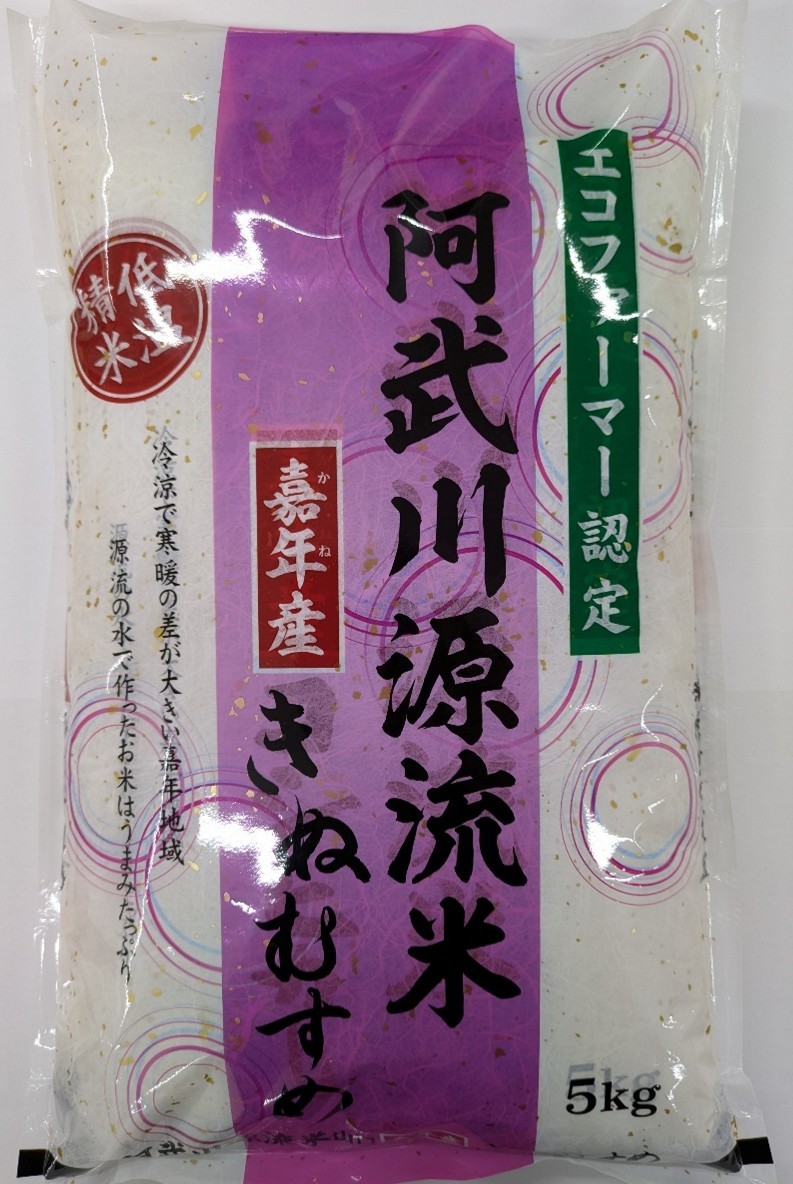 エコファーマー認定
阿武川源流米
嘉年産
かね
きぬむすめ
低温
精米
冷涼で寒暖の差が大きい嘉年地域
源流の水で作ったお米はうまみたっぷり
5kg